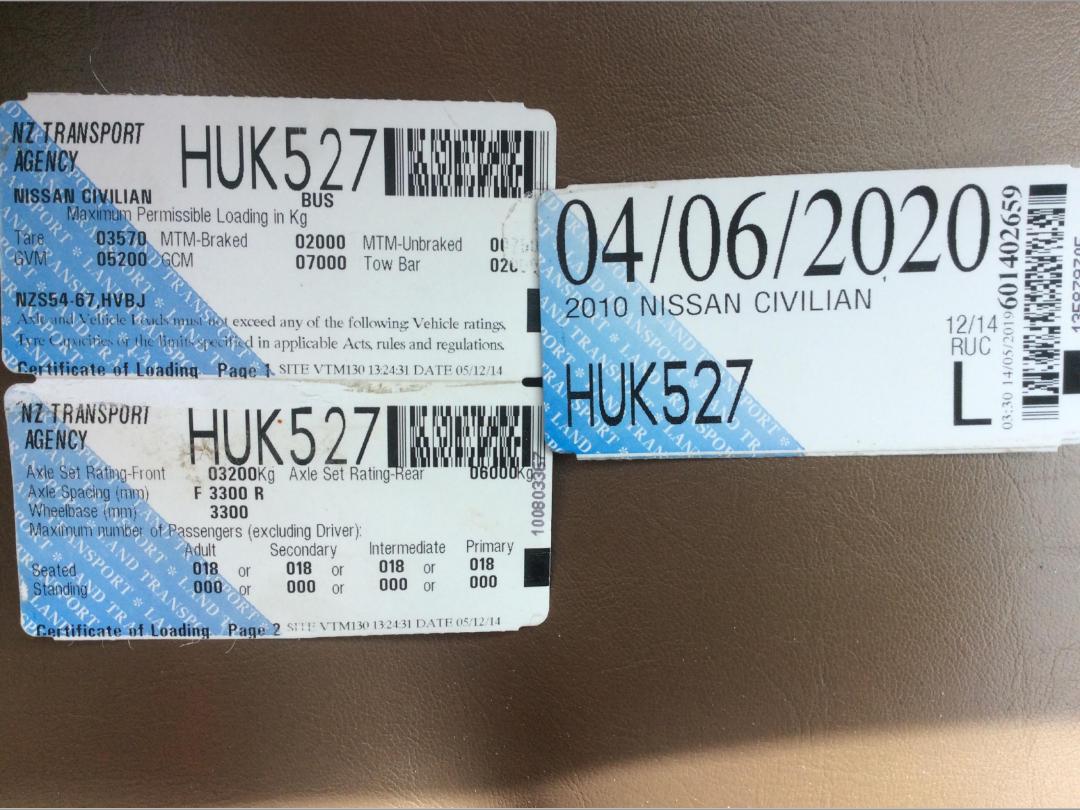 NZ TRANSPORT
AGENCY
HUK527
NISSAN CIVILIAN
BUS
Maximum Permissible Loading in Kg
Tare 03570 MTM-Braked 02000 MTM-Unbraked
GVM 05200 GCM 07000 Tow Bar
NZS54-67,HVBJ
Axle and Vehicle Loads must not exceed any of the following Vehicle ratings,
Tyre Capacities or the limits specified in applicable Acts, rules and regulations.
Certificate of Loading Page 1 SITE VTM130 13:24:31 DATE 05/12/14
NZ TRANSPORT
AGENCY
HUK527
Axle Set Rating-Front 03200Kg Axle Set Rating-Rear 06000Kg
Axle Spacing (mm) F 3300 R
Wheelbase (mm) 3300
Maximum number of Passengers (excluding Driver):
Adult Secondary Intermediate Primary
Seated 018 or 018 or 018 or 018
Standing 000 or 000 or 000 or 000
Certificate of Loading Page 2 SITE VTM130 13:24:31 DATE 05/12/14
04/06/2020
2010 NISSAN CIVILIAN
12/14
RUC
HUK527
L
03:30 14/05/2019
601402659